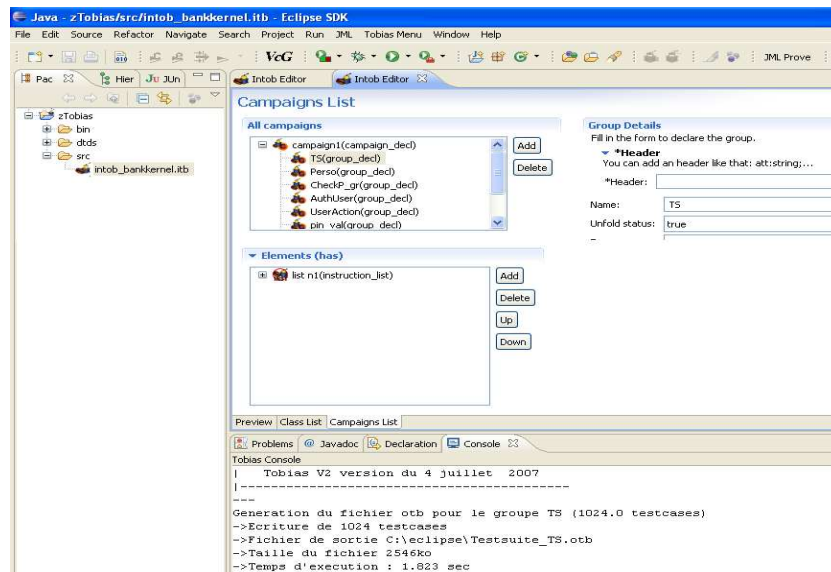 Java - zTobias/src/intob_bankkernel.itb - Eclipse SDK
File Edit Source Refactor Navigate Search Project Run JML Tobias Menu Window Help
VcG JML Prove
Pac Hier Ju JUn
Intob Editor Intob Editor
zTobias
bin
dtds
src
intob_bankkernel.itb
Campaigns List
All campaigns
campaign1(campaign_decl)
TS(group_decl)
Perso(group_decl)
CheckP_gr(group_decl)
AuthUser(group_decl)
UserAction(group_decl)
pin_val(group_decl)
Add
Delete
Group Details
Fill in the form to declare the group.
*Header
You can add an header like that: att:string;...
*Header:
Name: TS
Unfold status: true
Elements (has)
list n1(instruction_list)
Add
Delete
Up
Down
Preview Class List Campaigns List
Problems @ Javadoc Declaration Console
Tobias Console
| Tobias V2 version du 4 juillet 2007
|------------------------------------------
---
Generation du fichier otb pour le groupe TS (1024.0 testcases)
->Ecriture de 1024 testcases
->Fichier de sortie C:\eclipse\Testsuite_TS.otb
->Taille du fichier 2546ko
->Temps d'execution : 1.823 sec